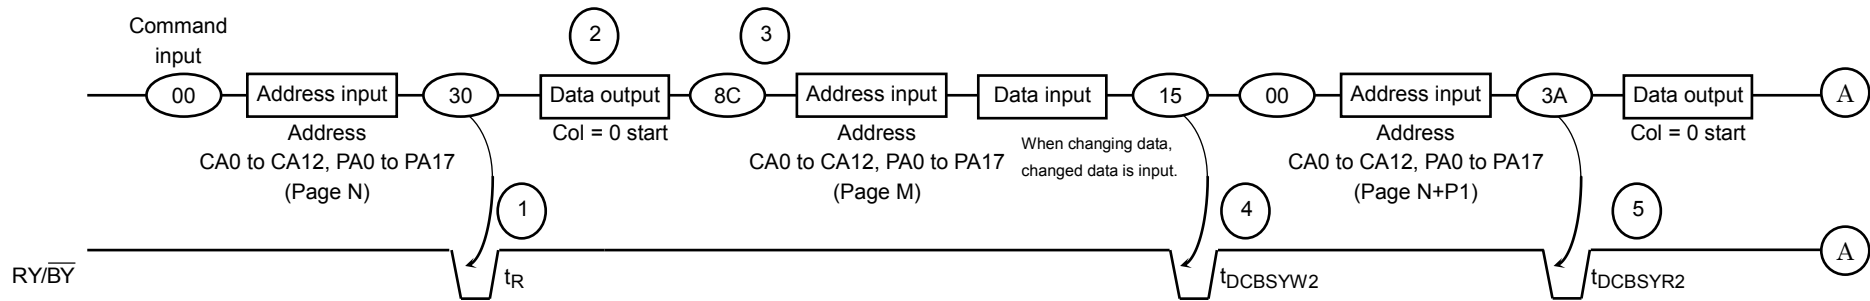 Command
input
2
3
00
Address input
30
Data output
8C
Address input
Data input
15
00
Address input
3A
Data output
A
Address
CA0 to CA12, PA0 to PA17
(Page N)
Col = 0 start
Address
CA0 to CA12, PA0 to PA17
(Page M)
When changing data,
changed data is input.
Address
CA0 to CA12, PA0 to PA17
(Page N+P1)
Col = 0 start
1
4
5
RY/BY
tR
tDCBSYW2
tDCBSYR2
A